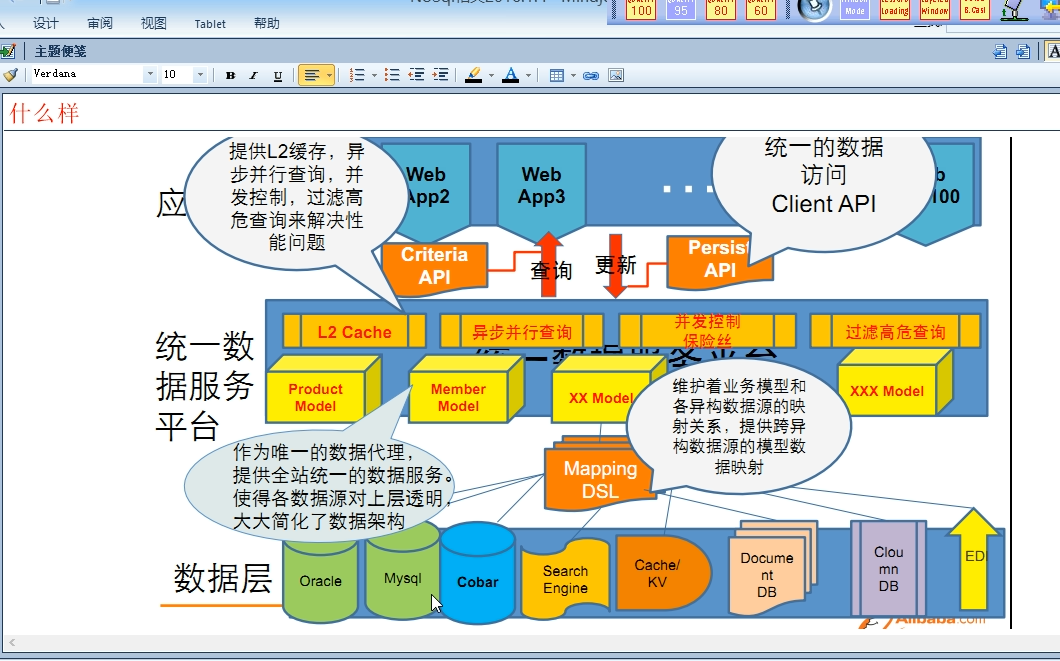 设计 审阅 视图 Tablet 帮助
100 95 80 60
Mode Loading Window
主题便笺
Verdana 10 B I U
什么样
提供L2缓存，异
步并行查询，并
发控制，过滤高
危查询来解决性
能问题
Web
App2
Web
App3
统一的数据
访问
Client API
b
100
应
Criteria
API
查询
更新
Persist
API
统一数
据服务
平台
L2 Cache
异步并行查询
并发控制
保险丝
过滤高危查询
Product
Model
Member
Model
XX Model
XXX Model
维护着业务模型和
各异构数据源的映
射关系，提供跨异
构数据源的模型数
据映射
作为唯一的数据代理，
提供全站统一的数据服务。
使得各数据源对上层透明，
大大简化了数据架构
Mapping
DSL
数据层
Oracle
Mysql
Cobar
Search
Engine
Cache/
KV
Docume
nt
DB
Clou
mn
DB
EDI
Alibaba.com